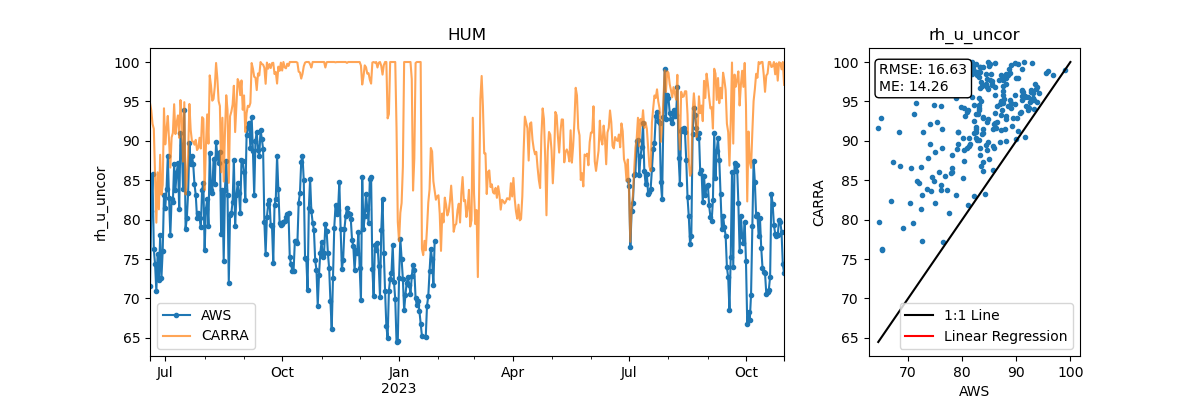 HUM
rh_u_uncor
100
95
90
85
80
75
70
65
rh_u_uncor
AWS
CARRA
Jul
Oct
Jan
2023
Apr
Jul
Oct
rh_u_uncor
RMSE: 16.63
ME: 14.26
100
95
90
85
80
75
70
65
CARRA
1:1 Line
Linear Regression
70
80
90
100
AWS